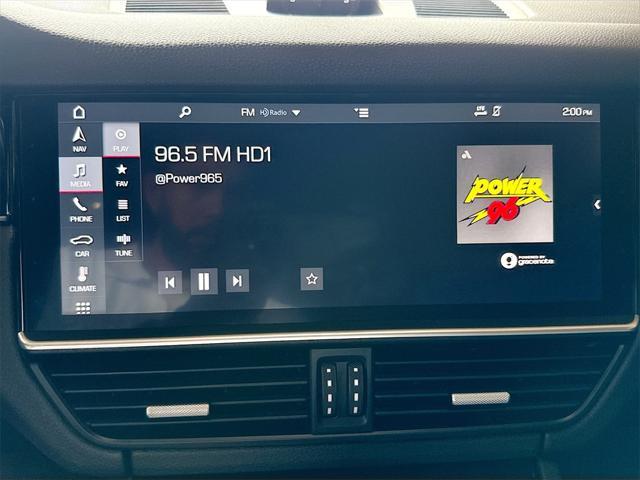 FM HD Radio
LTE
2:00 PM
NAV
PLAY
96.5 FM HD1
@Power965
MEDIA
FAV
PHONE
LIST
CAR
TUNE
CLIMATE
POWER
96
POWERED BY
gracenote